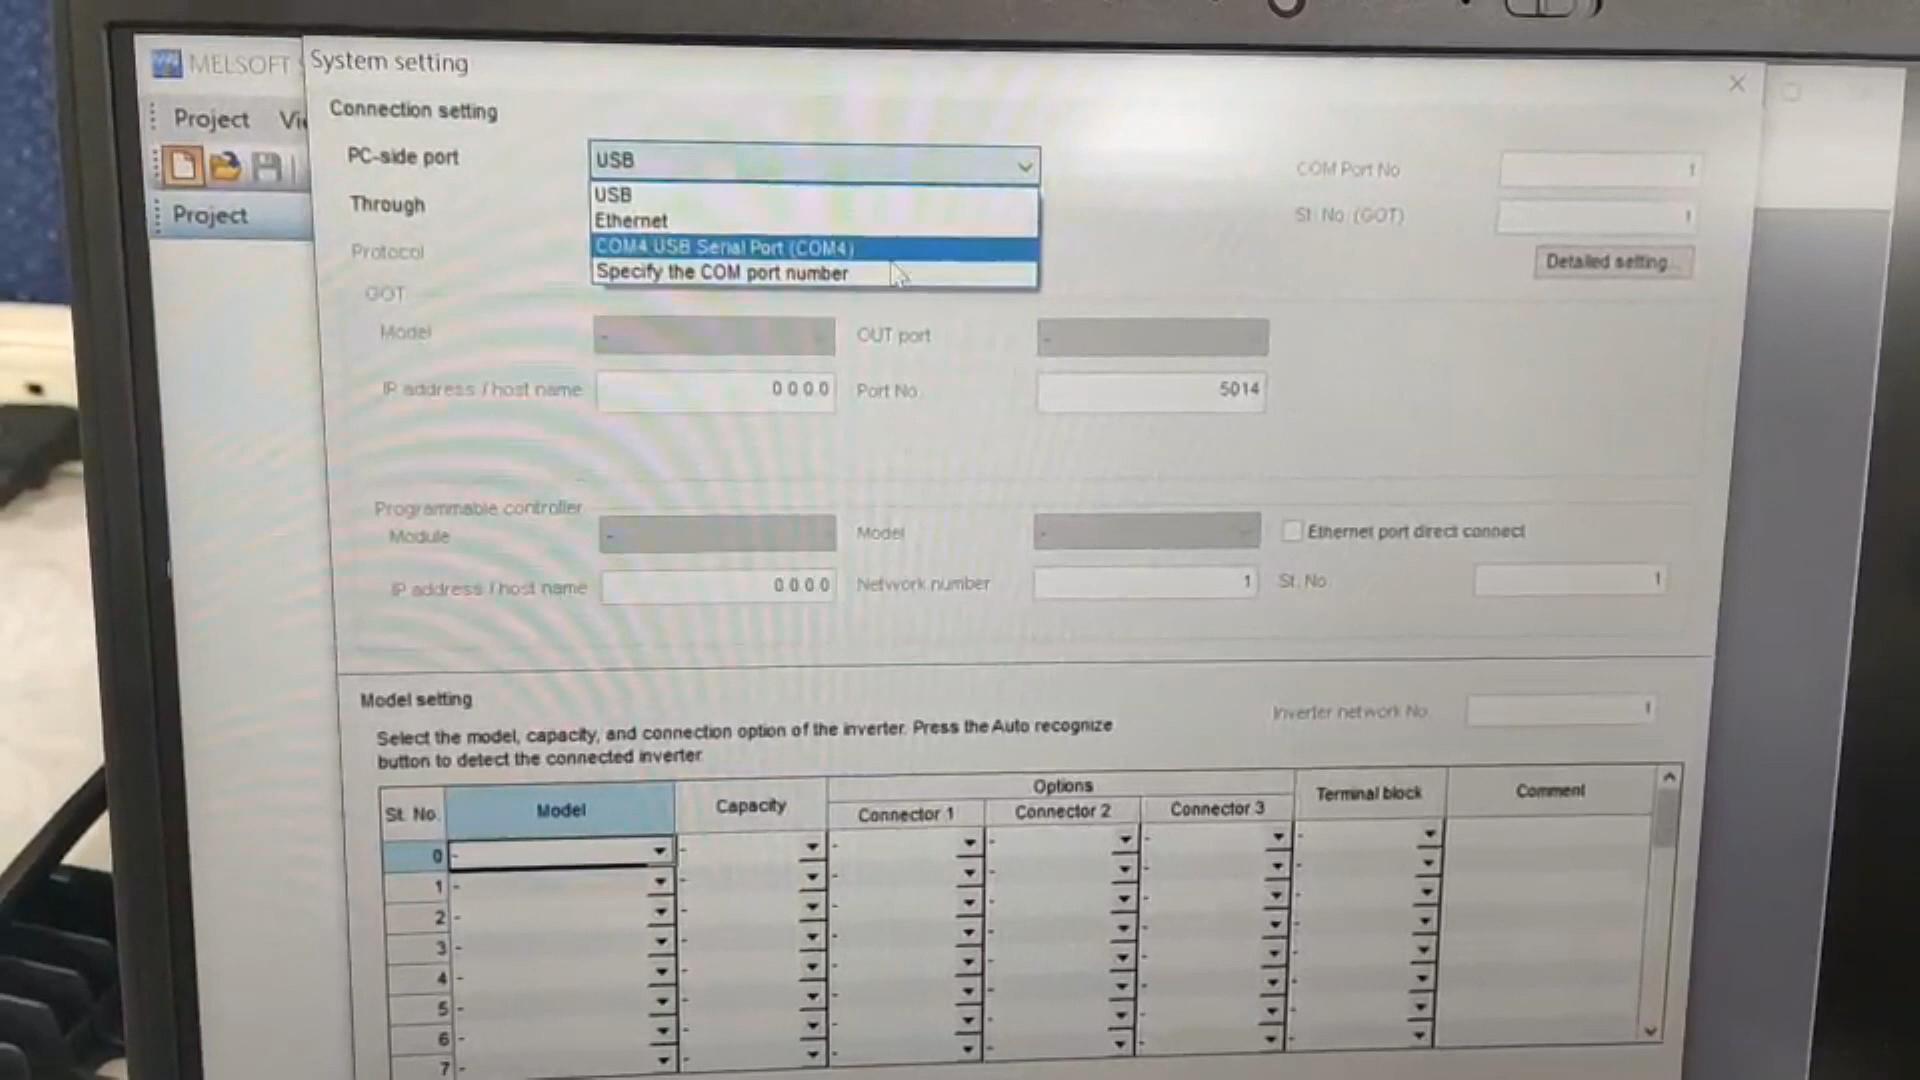 MELSOFT
System setting
Project
Connection setting
PC-side port
USB
COM Port No
1
USB
Through
Ethernet
St. No. (GOT)
1
Project
COM4 USB Serial Port (COM4)
Protocol
Specify the COM port number
Detailed setting...
GOT
Model
-
OUT port
-
IP address / host name
0 0 0 0
Port No.
5014
Programmable controller
Module
-
Model
-
Ethernet port direct connect
IP address / host name
0 0 0 0
Network number
1
St. No.
1
Model setting
Inverter network No.
1
Select the model, capacity, and connection option of the inverter. Press the Auto recognize
button to detect the connected inverter
St. No.
Model
Capacity
Options
Connector 1
Connector 2
Connector 3
Terminal block
Comment
0 - - - - - -
1 - - - - - -
2 - - - - - -
3 - - - - - -
4 - - - - - -
5 - - - - - -
6 - - - - - -
7 - - - - - -